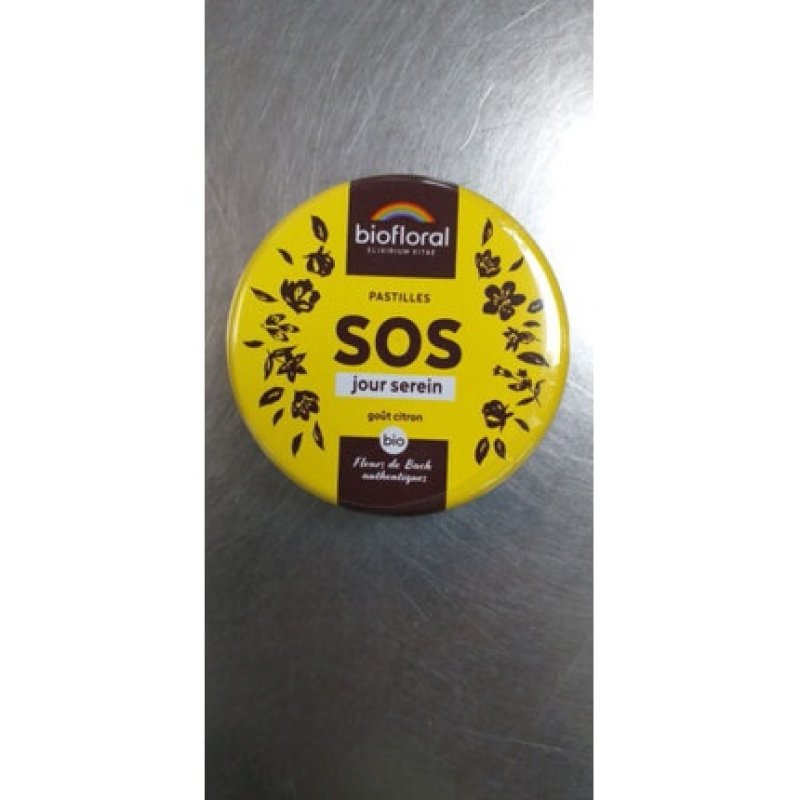 biofloral
ELIXIRIUM VITAE
PASTILLES
SOS
jour serein
goût citron
bio
Fleurs de Bach
authentiques